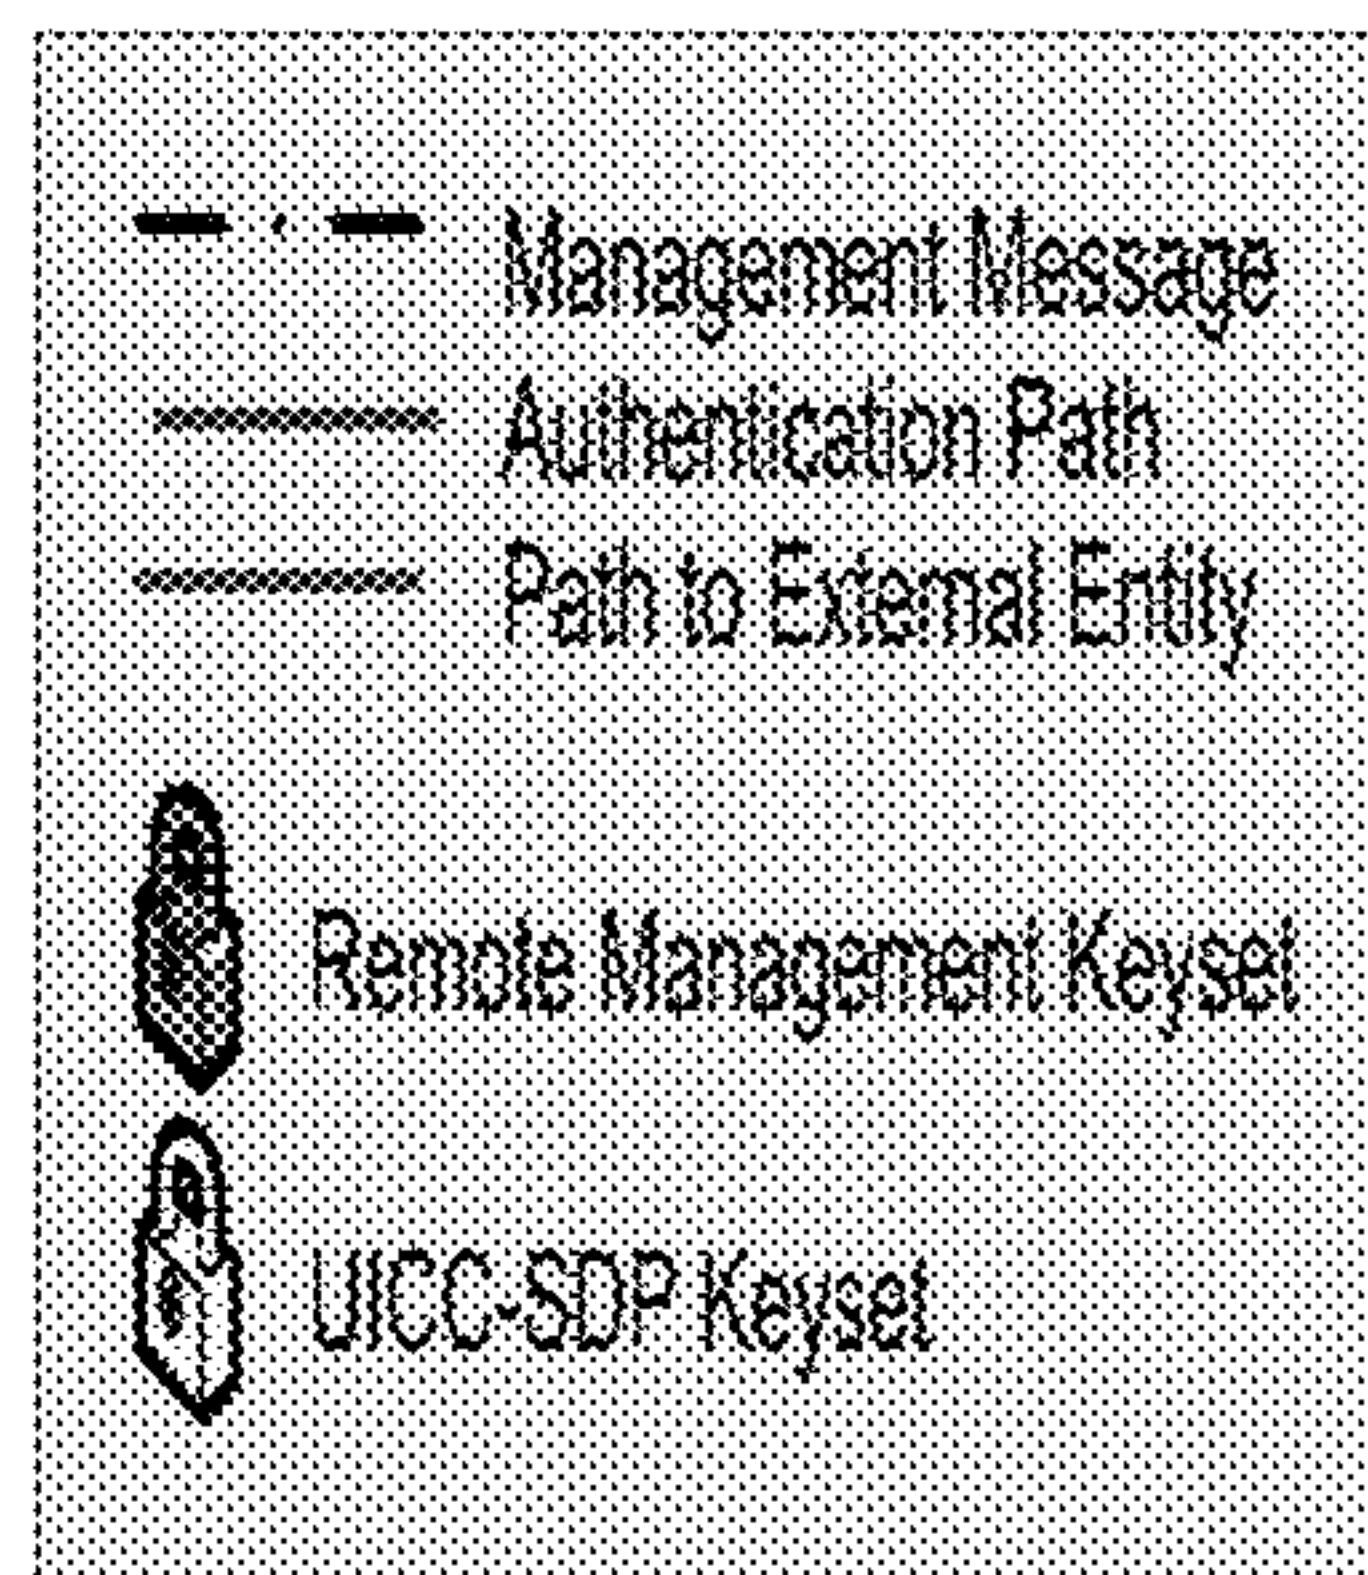 Management Message
Authentication Path
Path to External Entity
Remote Management Keyset
UICC-SDP Keyset